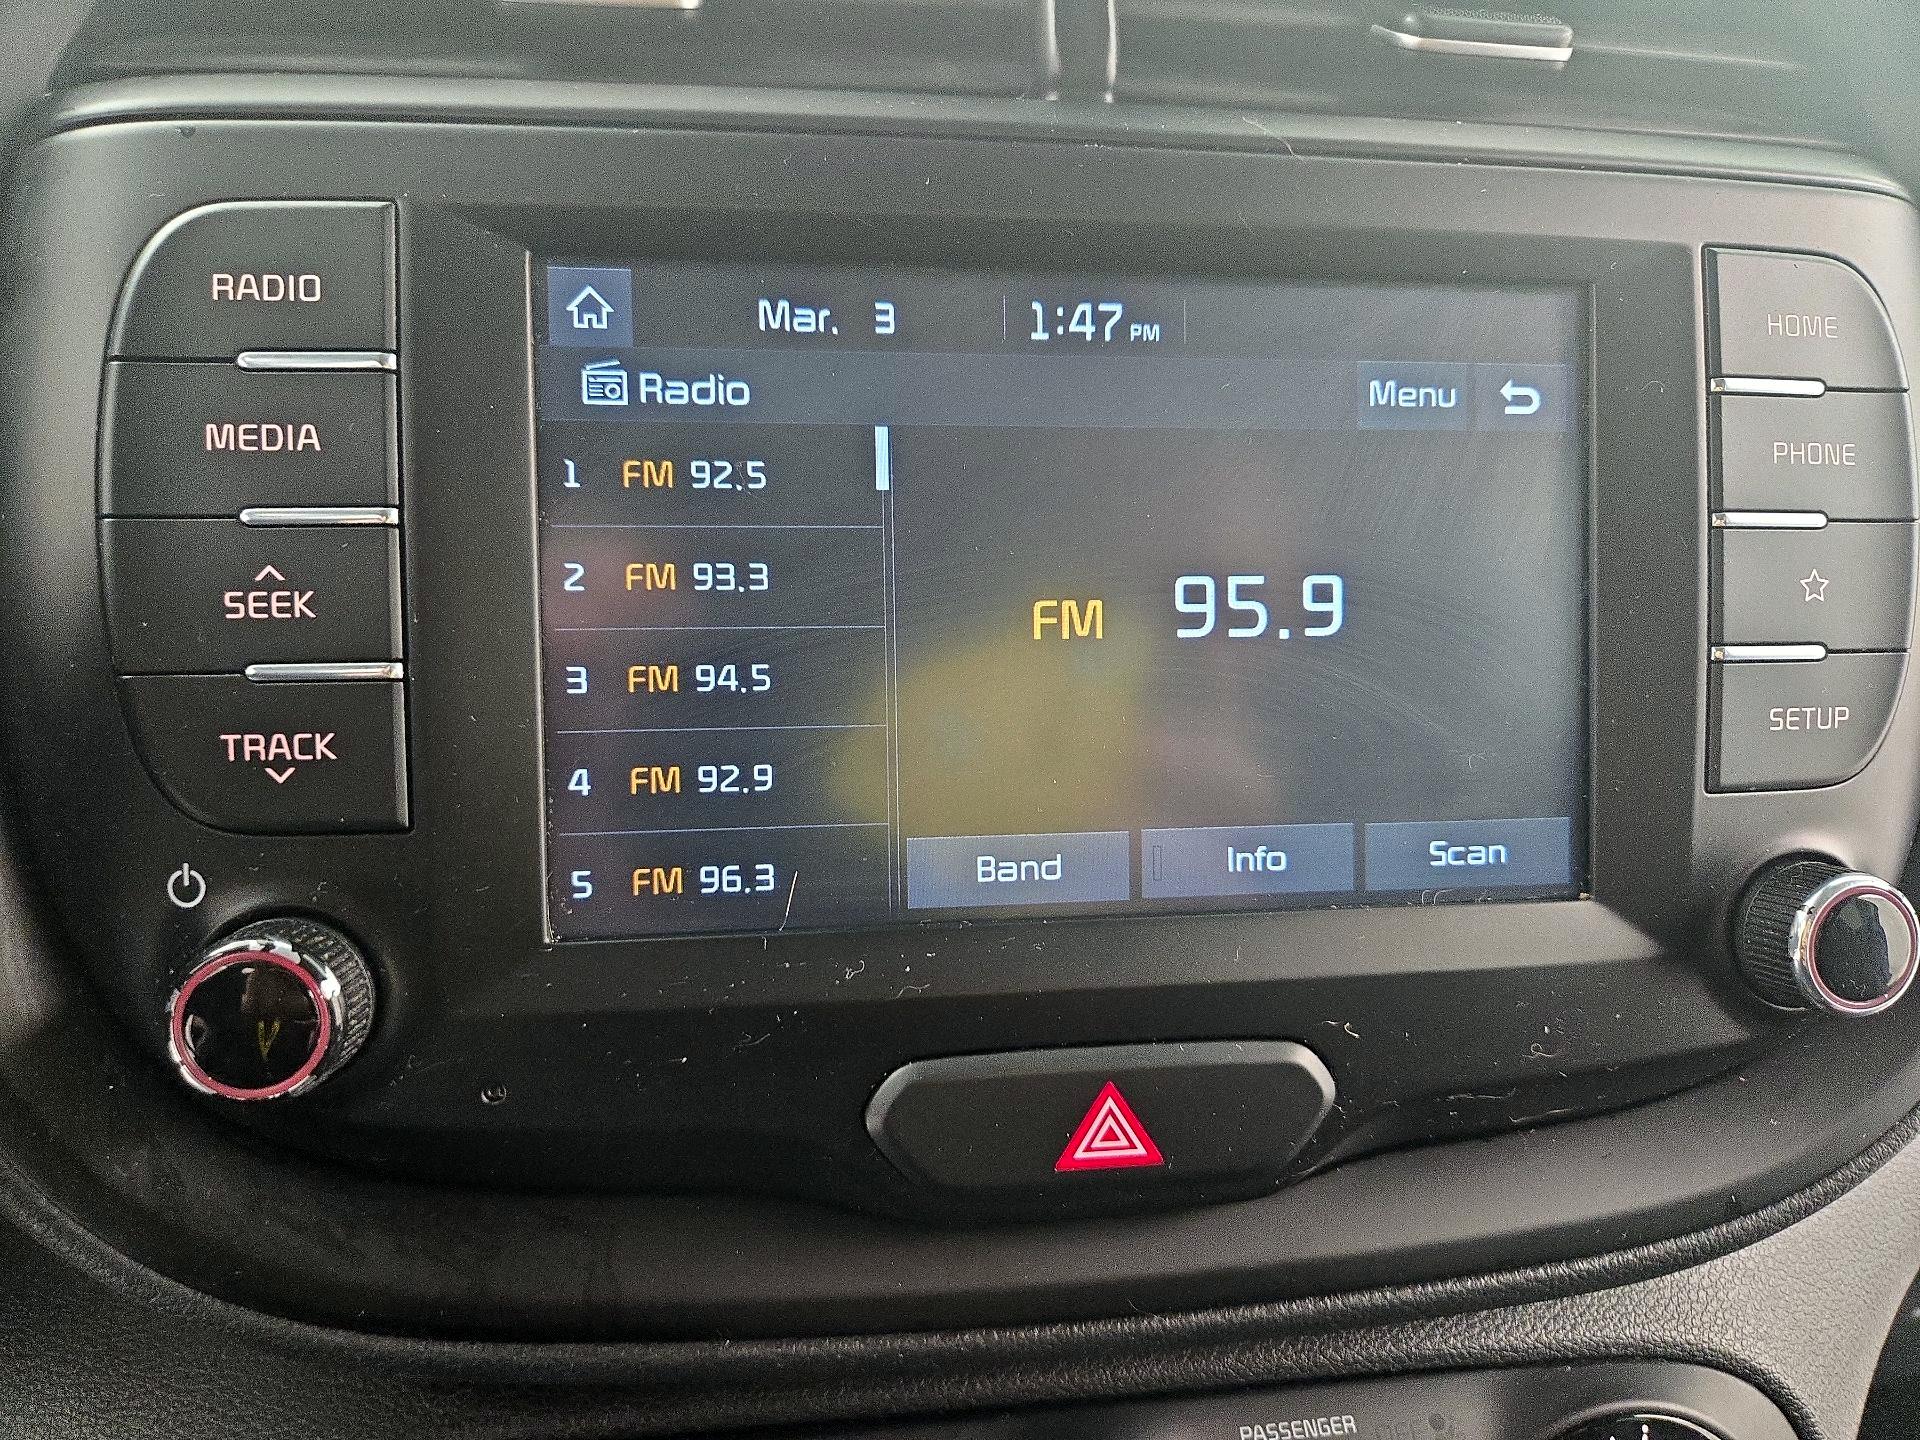 RADIO
MEDIA
SEEK
TRACK
Mar. 3 1:47 PM
Radio
Menu
1 FM 92.5
2 FM 93.3
3 FM 94.5
4 FM 92.9
5 FM 96.3
FM 95.9
Band
Info
Scan
HOME
PHONE
SETUP
PASSENGER